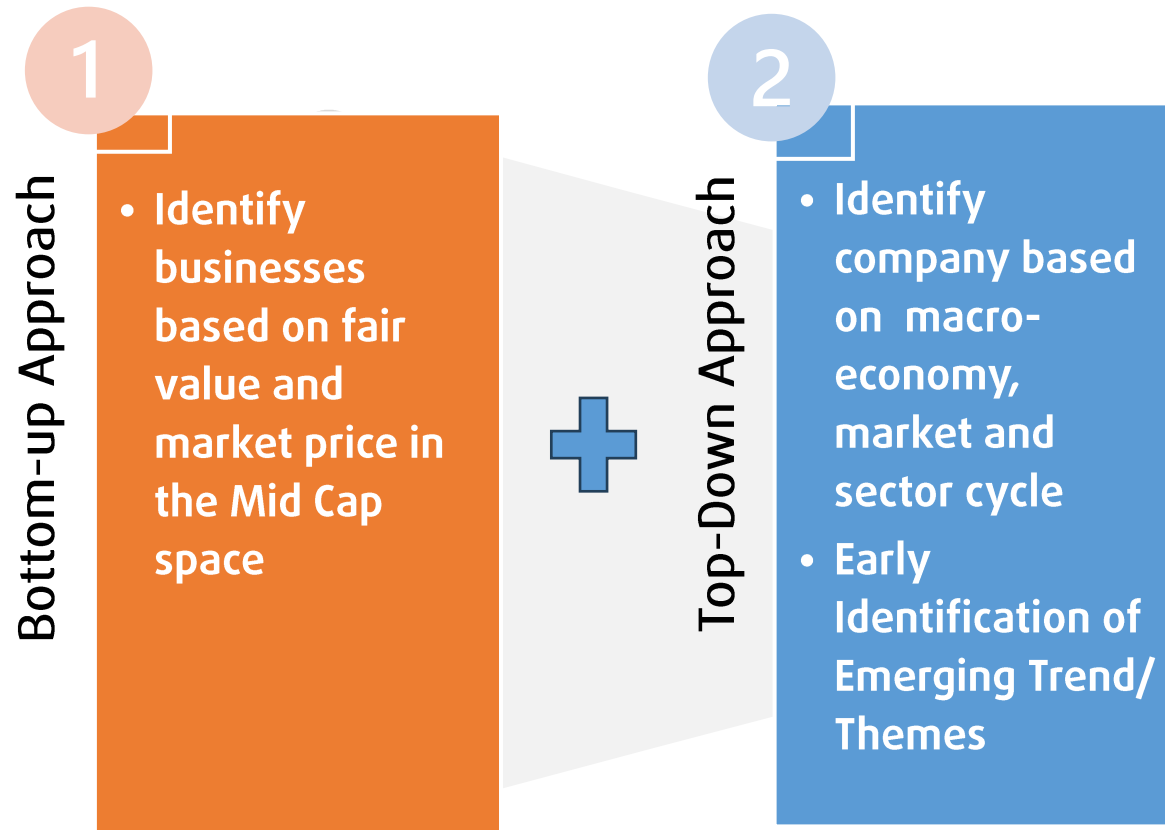 1
Bottom-up Approach
• Identify
businesses
based on fair
value and
market price in
the Mid Cap
space
2
Top-Down Approach
• Identify
company based
on macro-
economy,
market and
sector cycle
• Early
Identification of
Emerging Trend/
Themes